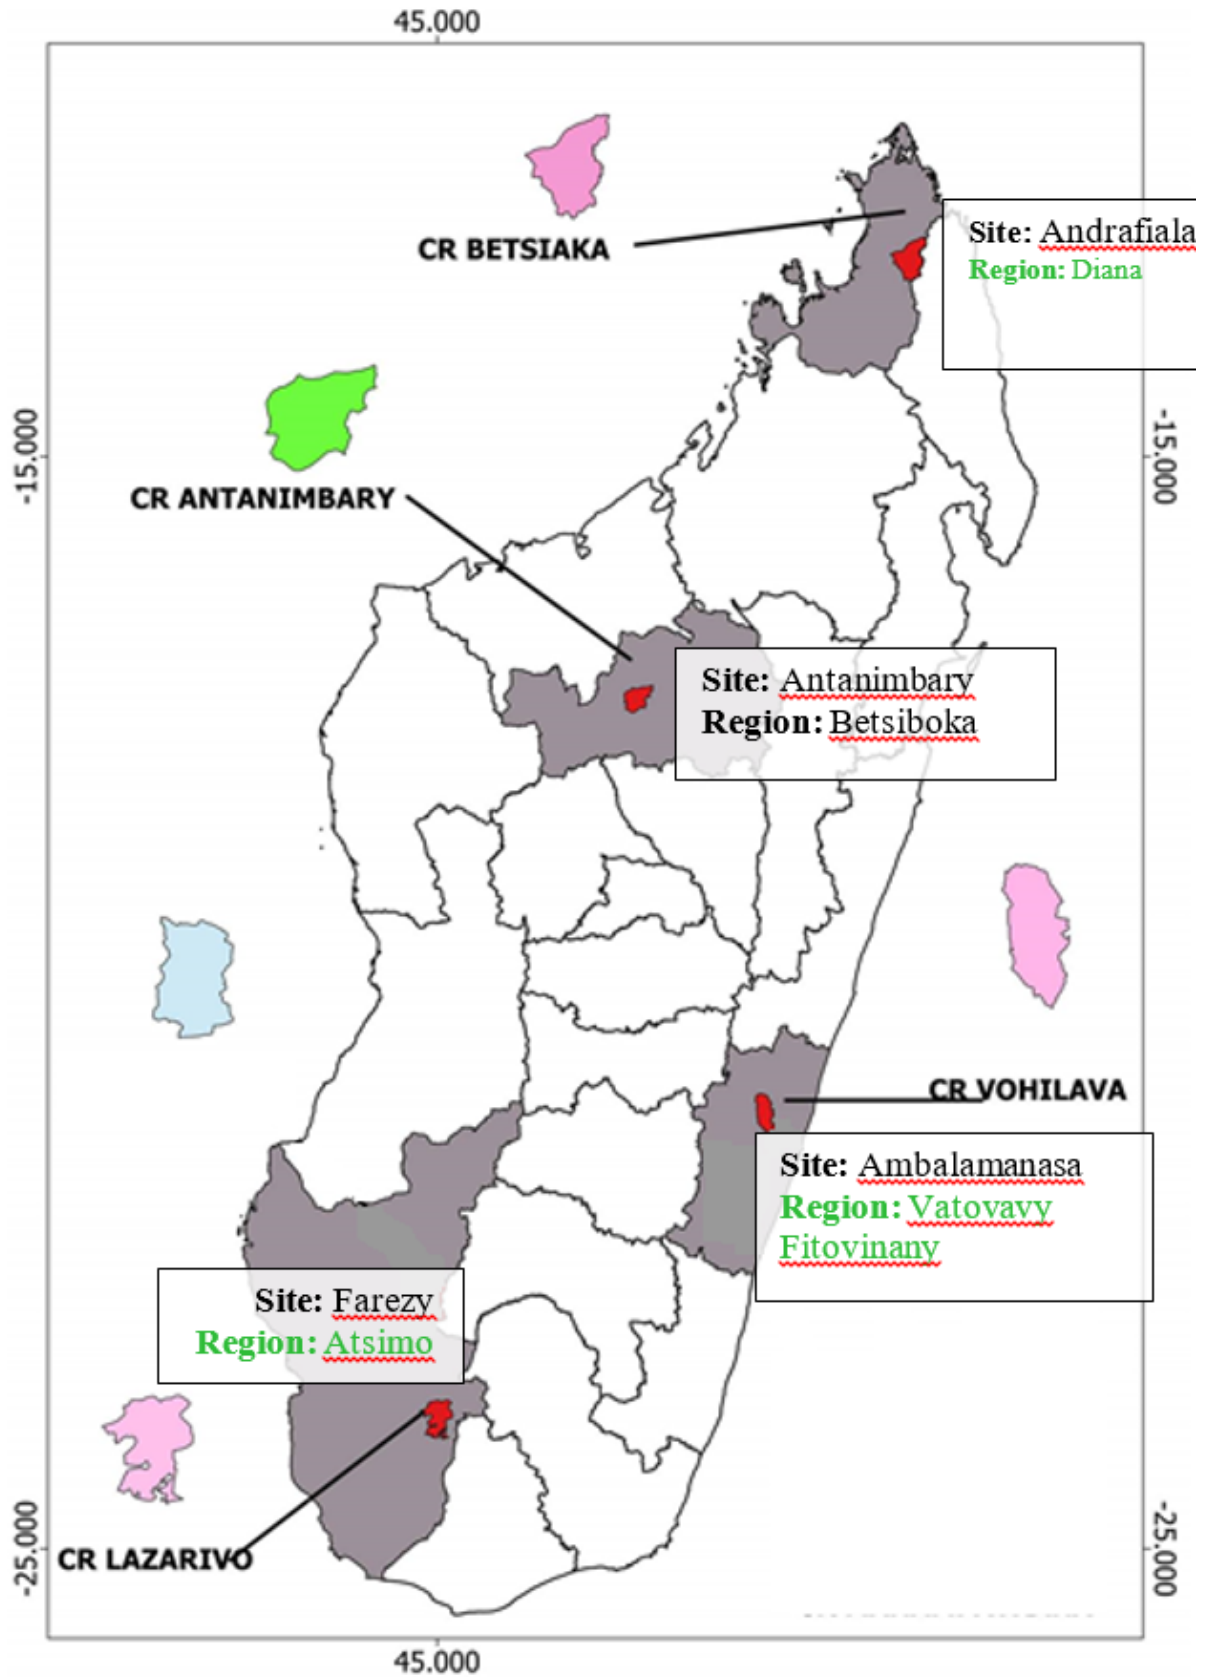 45.000
CR BETSIAKA
Site: Andrafiala
Region: Diana
-15.000
-15.000
CR ANTANIMBARY
Site: Antanimbary
Region: Betsiboka
CR VOHILAVA
Site: Ambalamanasa
Region: Vatovavy
Fitovinany
Site: Farezy
Region: Atsimo
CR LAZARIVO
-25.000
-25.000
45.000